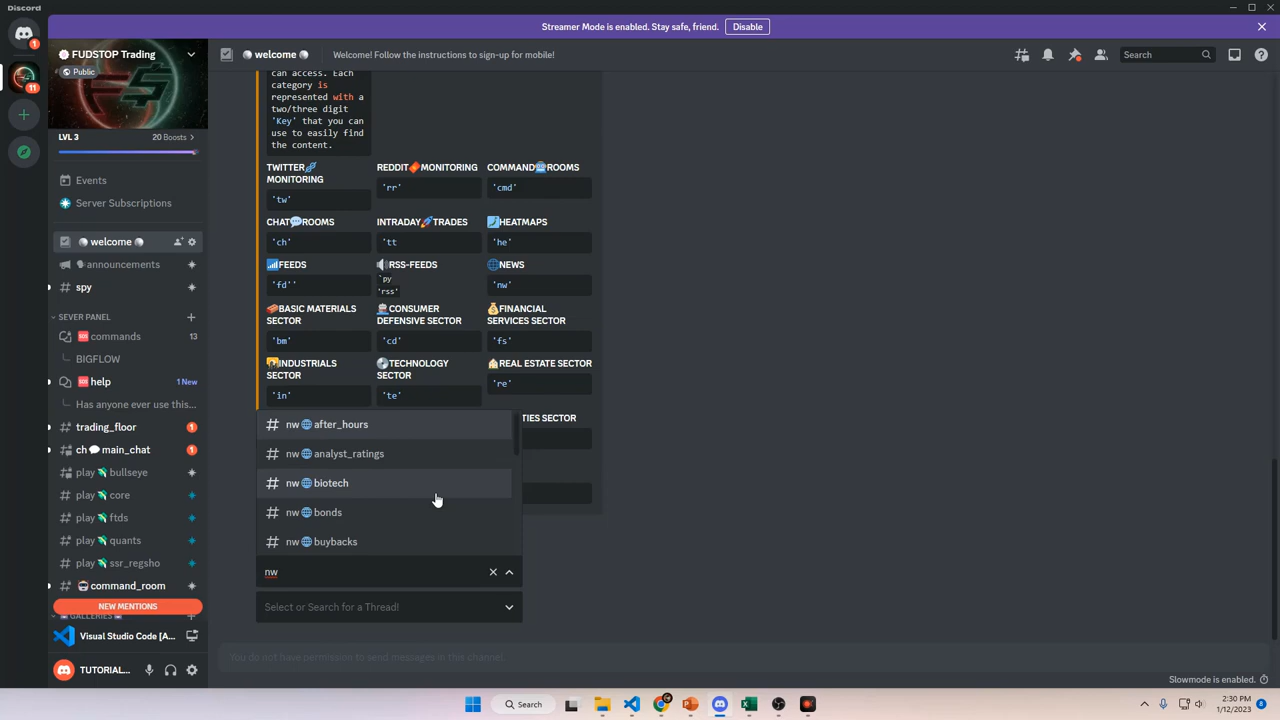 Discord
Streamer Mode is enabled. Stay safe, friend.
Disable
1
FUDSTOP Trading
Public
11
LVL 3
20 Boosts
Events
Server Subscriptions
welcome
announcements
spy
SEVER PANEL
commands
13
BIGFLOW
help
1 New
Has anyone ever use this...
trading_floor
1
ch main_chat
1
play bullseye
play core
play ftds
play quants
play ssr_regsho
command_room
NEW MENTIONS
GALLERIES
Visual Studio Code [A...
TUTORIAL...
welcome
Welcome! Follow the instructions to sign-up for mobile!
Search
can access. Each
category is
represented with a
two/three digit
'Key' that you can
use to easily find
the content.
TWITTER MONITORING
'tw'
REDDIT MONITORING
'rr'
COMMAND ROOMS
'cmd'
CHAT ROOMS
'ch'
INTRADAY TRADES
'tt
HEATMAPS
'he'
FEEDS
'fd''
RSS-FEEDS
`py
'rss'
NEWS
'nw'
BASIC MATERIALS SECTOR
'bm'
CONSUMER DEFENSIVE SECTOR
'cd'
FINANCIAL SERVICES SECTOR
'fs'
INDUSTRIALS SECTOR
'in'
TECHNOLOGY SECTOR
'te'
REAL ESTATE SECTOR
're'
TIES SECTOR
nw after_hours
nw analyst_ratings
nw biotech
nw bonds
nw buybacks
nw
Select or Search for a Thread!
You do not have permission to send messages in this channel.
Slowmode is enabled.
Search
2:30 PM
1/12/2023
8